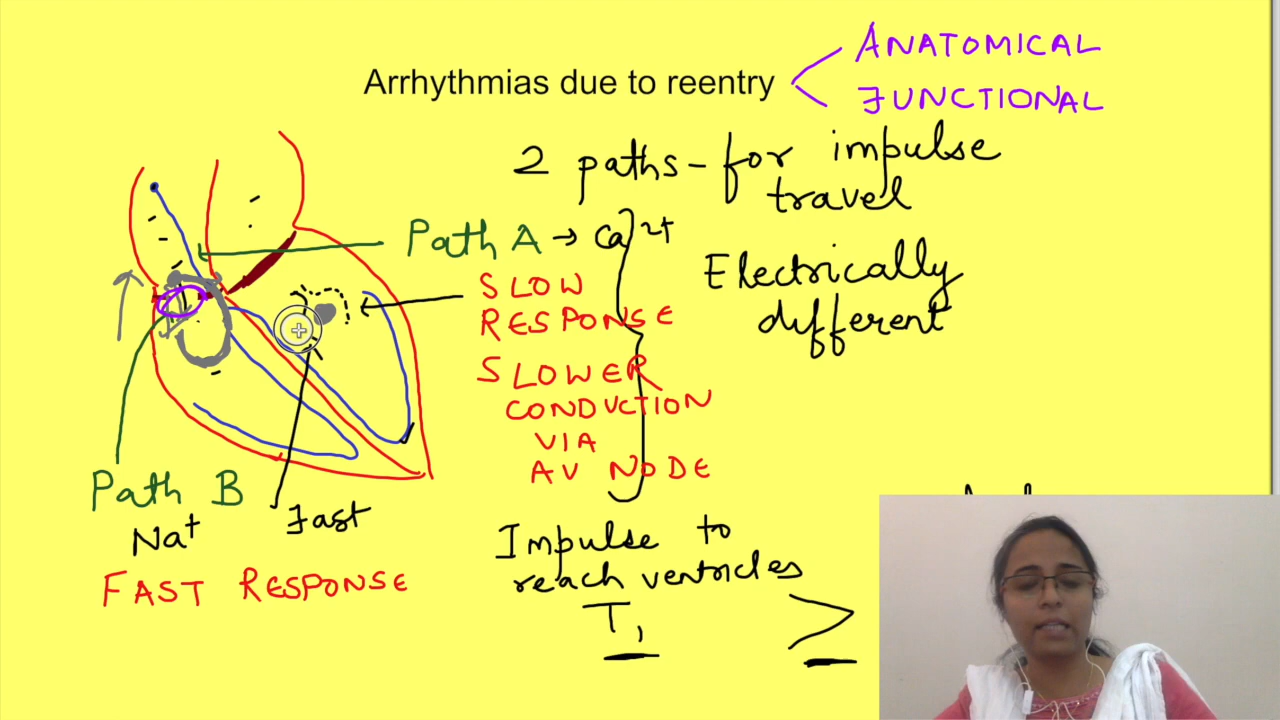 Arrhythmias due to reentry
ANATOMICAL
FUNCTIONAL
2 paths - for impulse
travel
Path A → Ca2+
SLOW
RESPONSE
SLOWER
CONDUCTION
VIA
AV NODE
Electrically
different
Path B
Na+
FAST RESPONSE
Fast
Impulse to
reach ventricles
T1 >